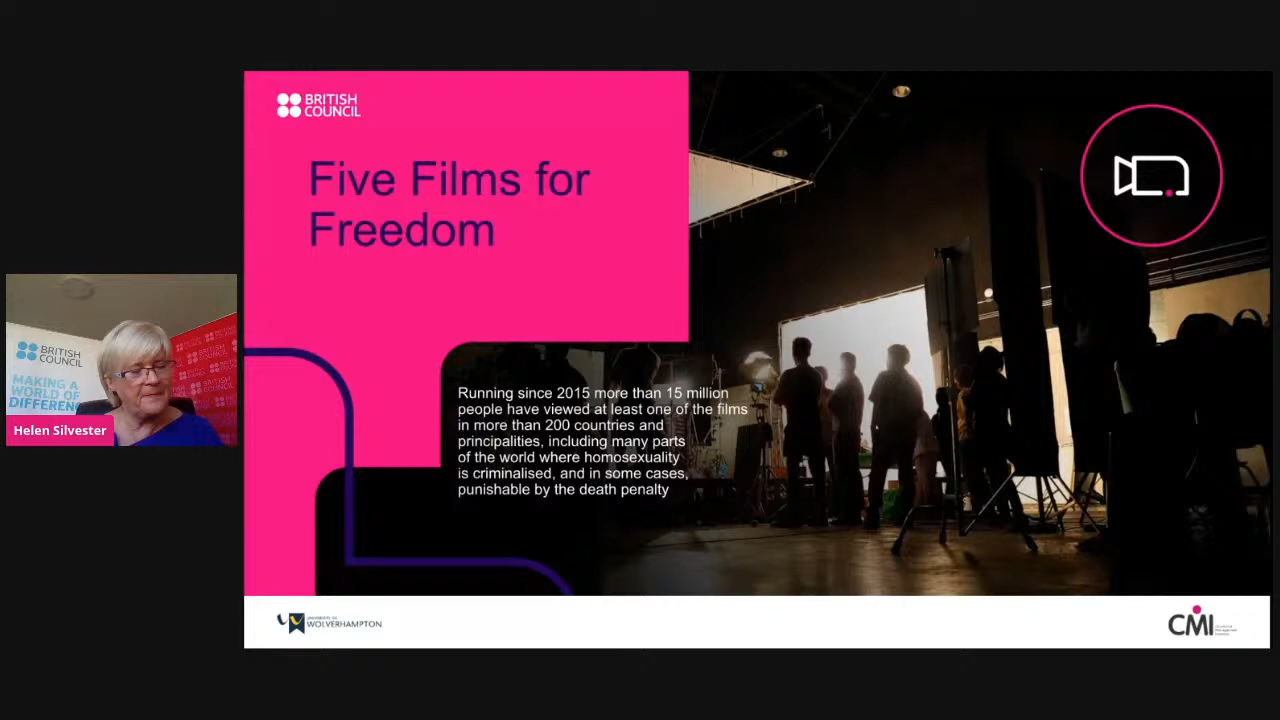 BRITISH
COUNCIL
Five Films for
Freedom
Running since 2015 more than 15 million
people have viewed at least one of the films
in more than 200 countries and
principalities, including many parts
of the world where homosexuality
is criminalised, and in some cases,
punishable by the death penalty
BRITISH
COUNCIL
MAKING A
WORLD OF
DIFFEREN
Helen Silvester
UNIVERSITY OF
WOLVERHAMPTON
CMI